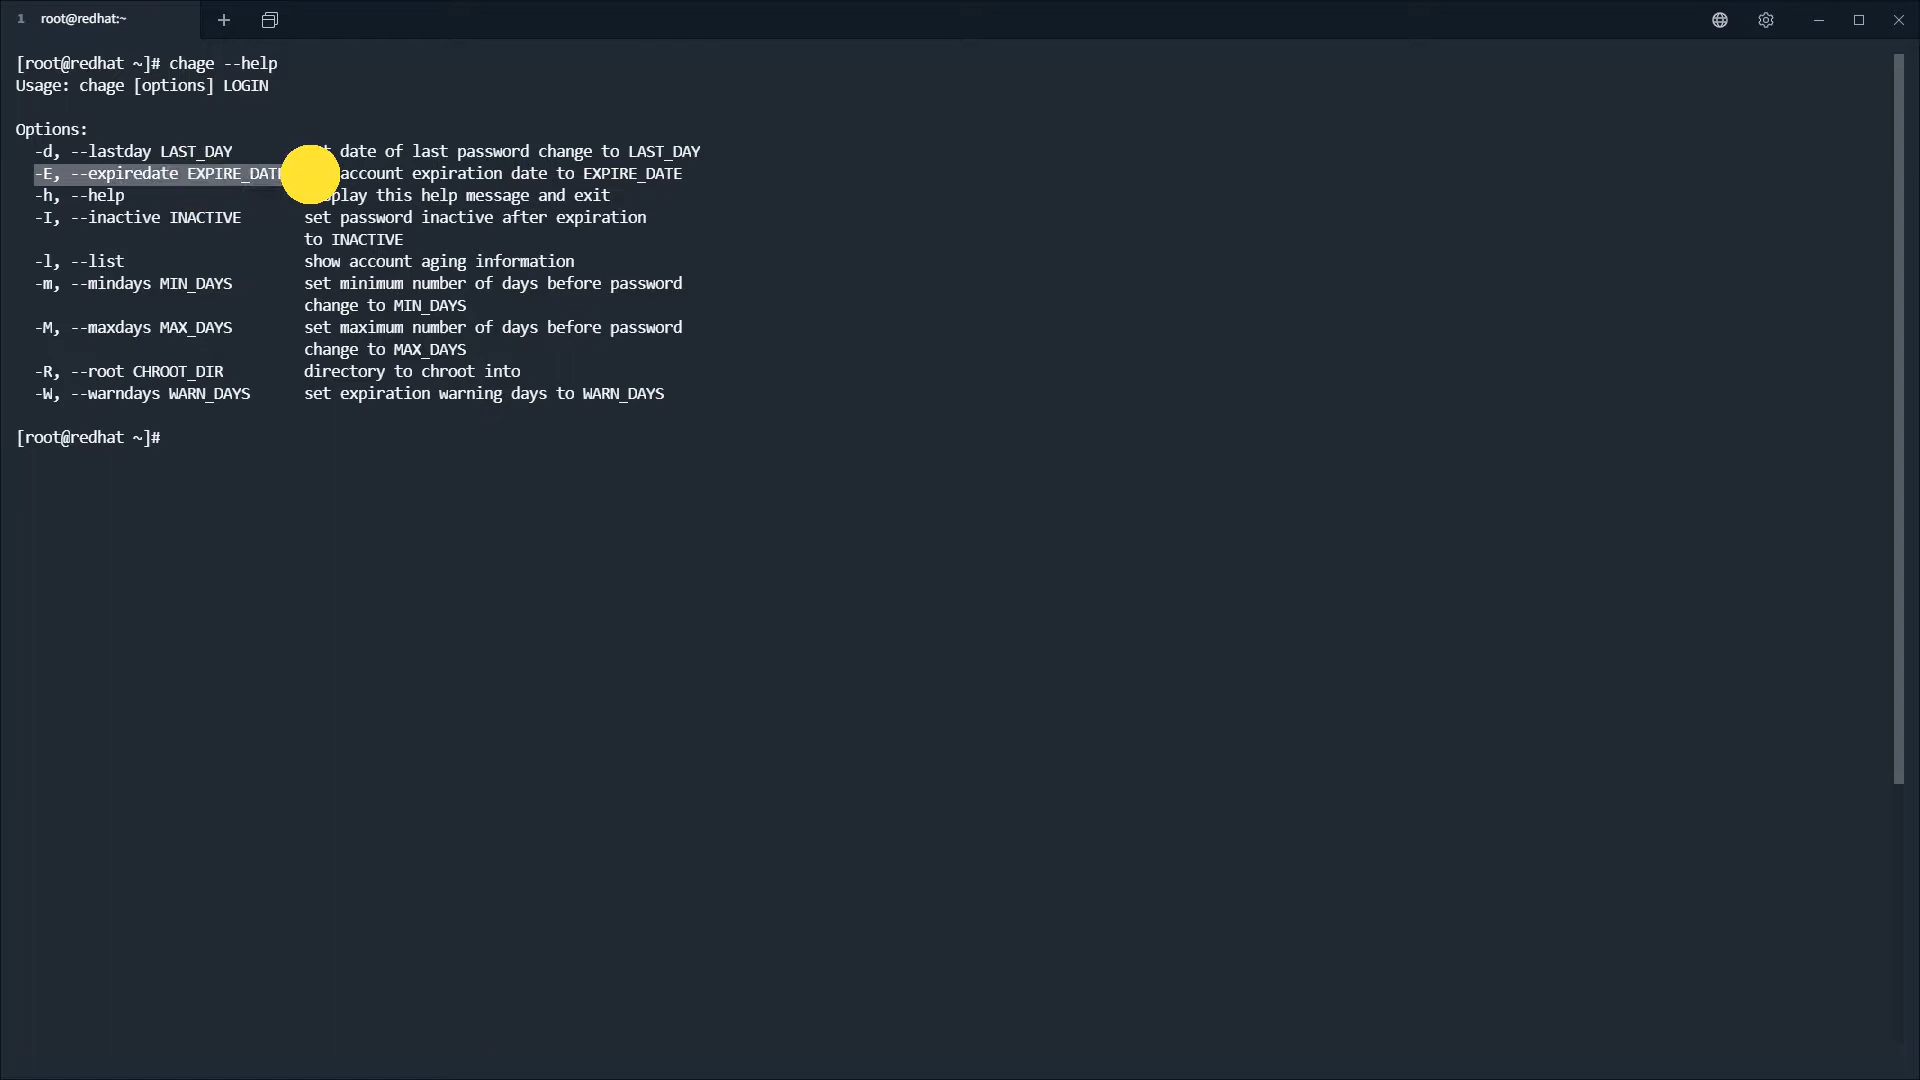 1 root@redhat:~
[root@redhat ~]# chage --help
Usage: chage [options] LOGIN
Options:
-d, --lastday LAST_DAY date of last password change to LAST_DAY
-E, --expiredate EXPIRE_DATE account expiration date to EXPIRE_DATE
-h, --help this help message and exit
-I, --inactive INACTIVE set password inactive after expiration
to INACTIVE
-l, --list show account aging information
-m, --mindays MIN_DAYS set minimum number of days before password
change to MIN_DAYS
-M, --maxdays MAX_DAYS set maximum number of days before password
change to MAX_DAYS
-R, --root CHROOT_DIR directory to chroot into
-W, --warndays WARN_DAYS set expiration warning days to WARN_DAYS
[root@redhat ~]#